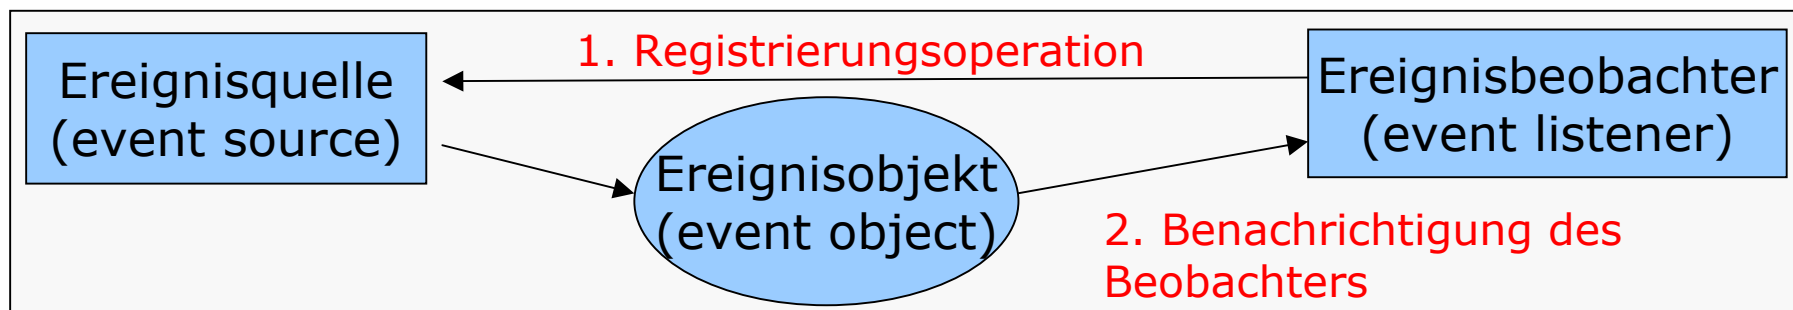 Ereignisquelle
(event source)
1. Registrierungsoperation
Ereignisbeobachter
(event listener)
Ereignisobjekt
(event object)
2. Benachrichtigung des
Beobachters